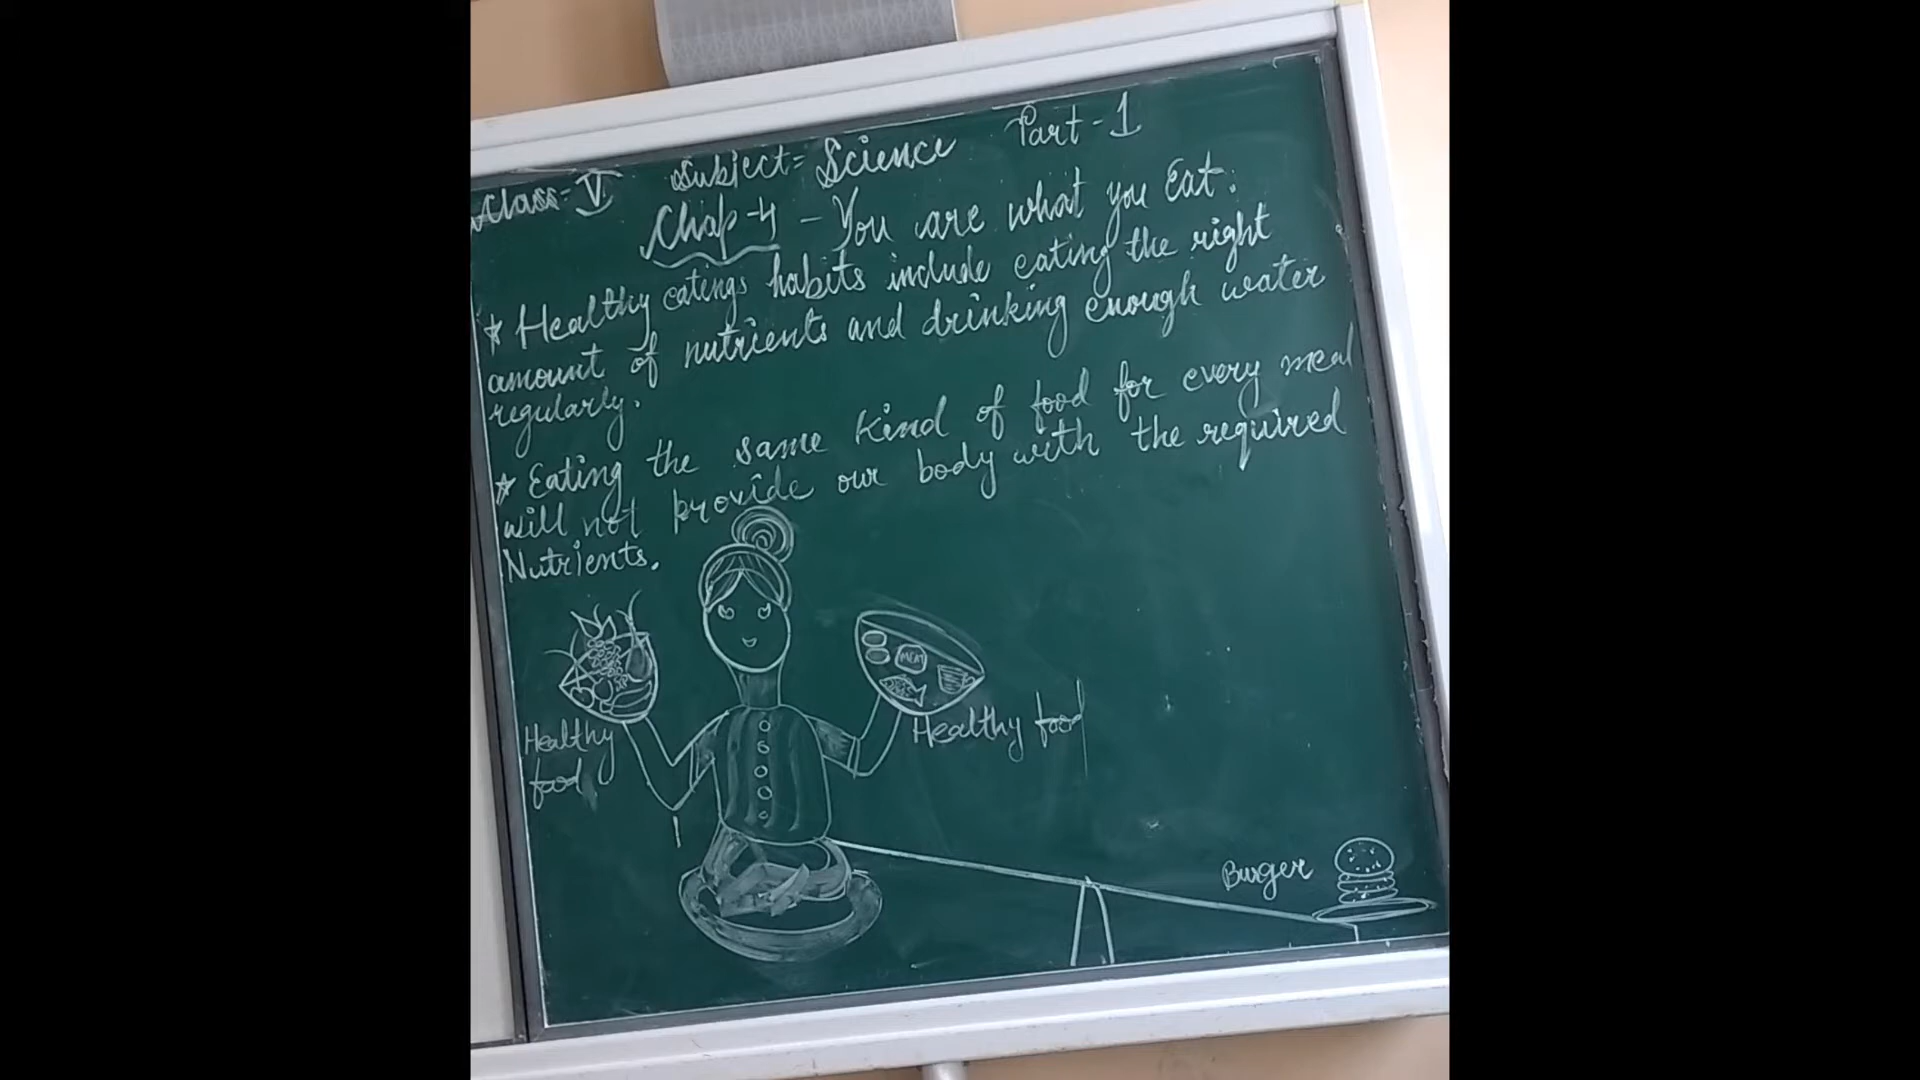 Class = V Subject = Science Part - 1
Chap-4 - You are what you Eat.
★ Healthy eatings habits include eating the right
amount of nutrients and drinking enough water
regularly.
★ Eating the same kind of food for every meal
will not provide our body with the required
Nutrients.
MEAT
Healthy
food
Healthy food
Burger